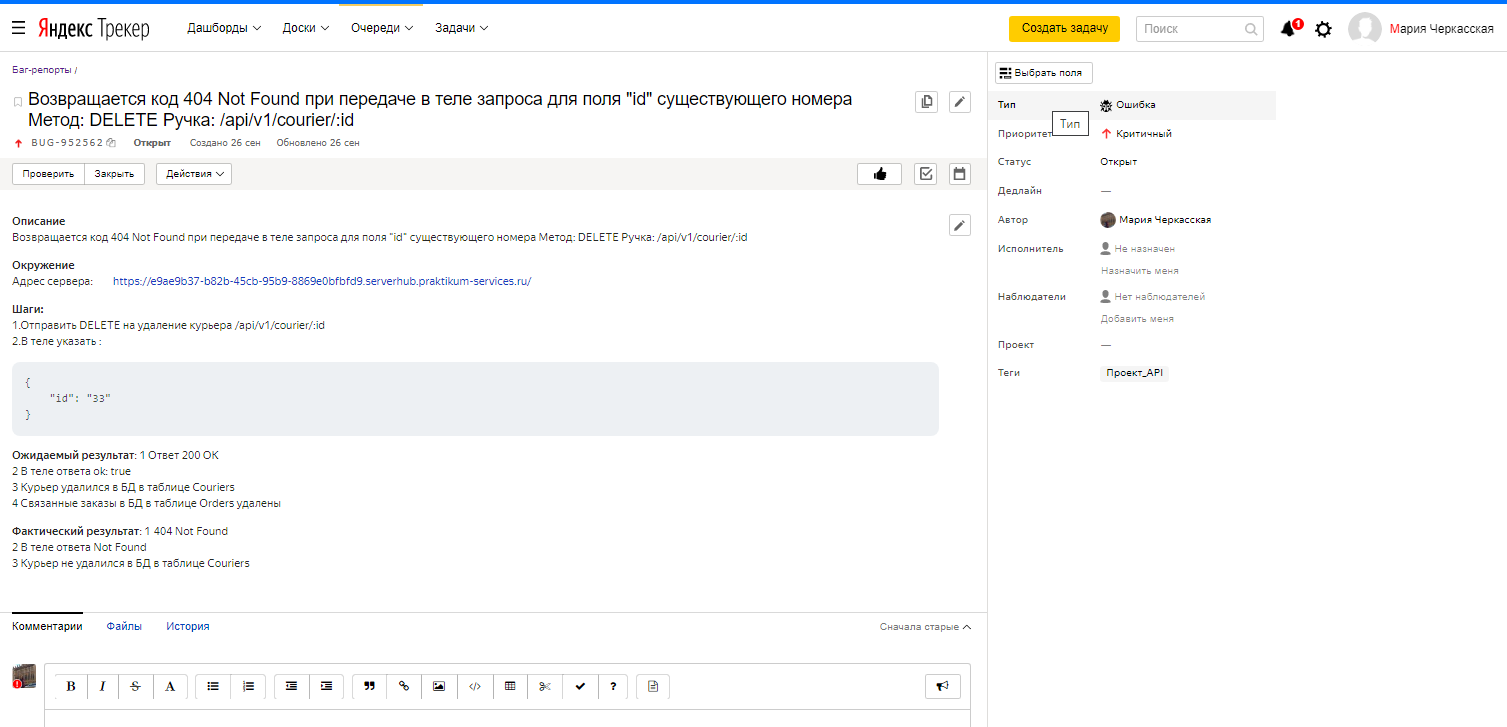 Яндекс Трекер Дашборды Доски Очереди Задачи Создать задачу Поиск 1 Мария Черкасская
Баг-репорты /
Возвращается код 404 Not Found при передаче в теле запроса для поля "id" существующего номера
Метод: DELETE Ручка: /api/v1/courier/:id
BUG-952562 Открыт Создано 26 сен Обновлено 26 сен
Проверить Закрыть Действия
Описание
Возвращается код 404 Not Found при передаче в теле запроса для поля "id" существующего номера Метод: DELETE Ручка: /api/v1/courier/:id
Окружение
Адрес сервера: https://e9ae9b37-b82b-45cb-95b9-8869e0bfbfd9.serverhub.praktikum-services.ru/
Шаги:
1.Отправить DELETE на удаление курьера /api/v1/courier/:id
2.В теле указать :
{
"id": "33"
}
Ожидаемый результат: 1 Ответ 200 ОК
2 В теле ответа ok: true
3 Курьер удалился в БД в таблице Couriers
4 Связанные заказы в БД в таблице Orders удалены
Фактический результат: 1 404 Not Found
2 В теле ответа Not Found
3 Курьер не удалился в БД в таблице Couriers
Комментарии Файлы История Сначала старые
B I S A ?
Выбрать поля
Тип Ошибка
Тип
Приоритет Критичный
Статус Открыт
Дедлайн —
Автор Мария Черкасская
Исполнитель Не назначен
Назначить меня
Наблюдатели Нет наблюдателей
Добавить меня
Проект —
Теги Проект_API